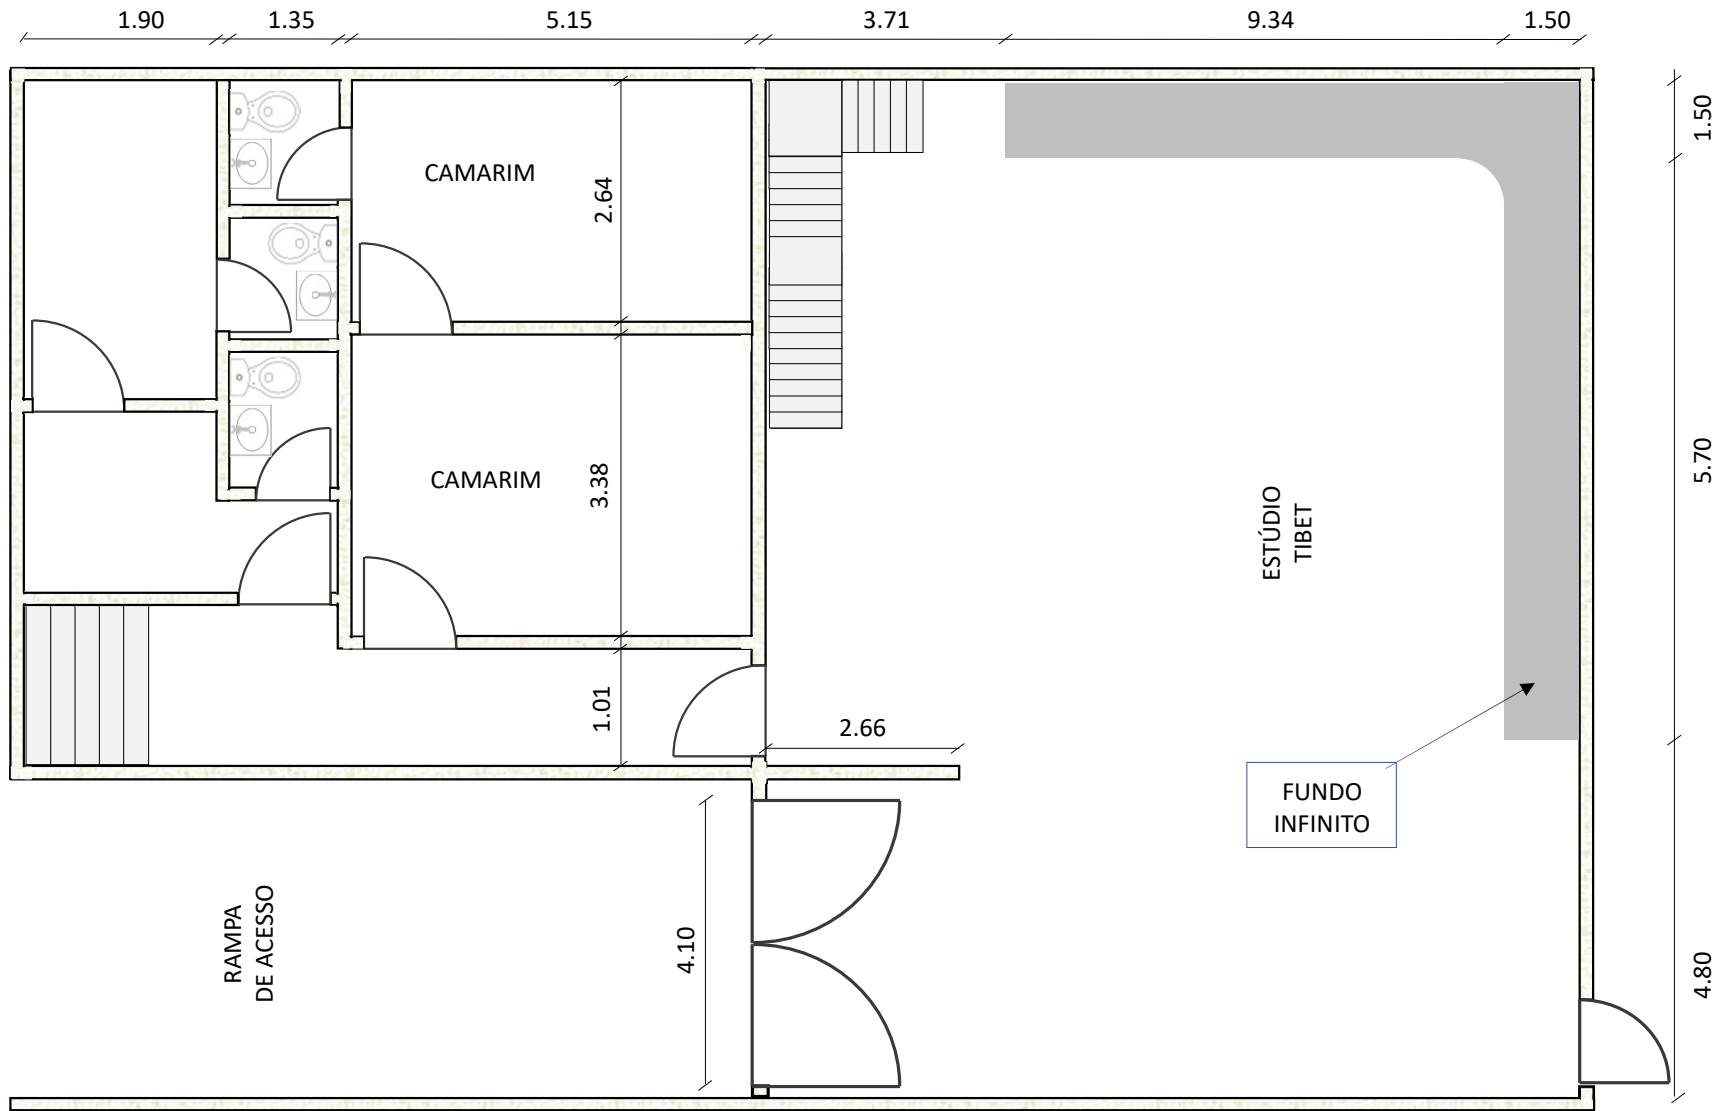 1.90
1.35
5.15
3.71
9.34
1.50
1.50
CAMARIM
2.64
5.70
CAMARIM
3.38
ESTÚDIO
TIBET
1.01
2.66
FUNDO
INFINITO
RAMPA
DE ACESSO
4.10
4.80